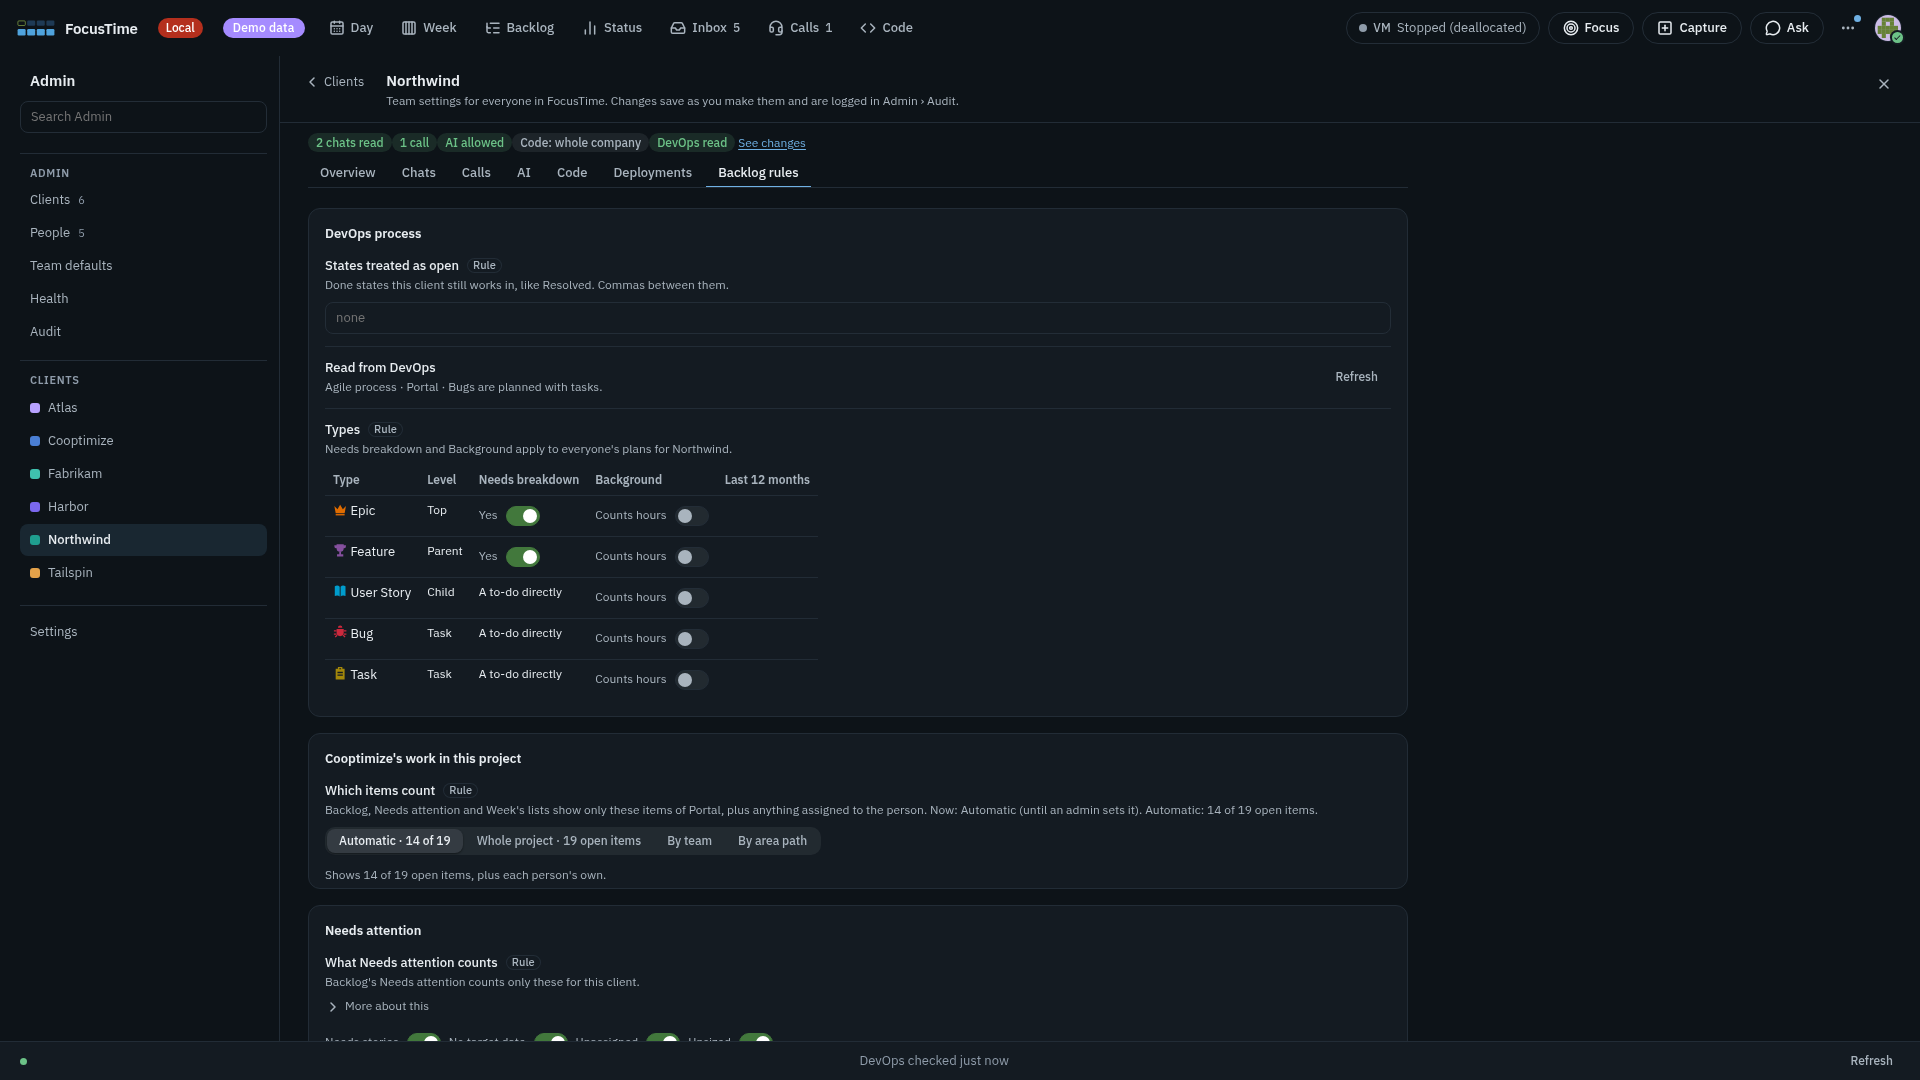 FocusTime
Local
Demo data
Day
Week
Backlog
Status
Inbox 5
Calls 1
Code
VM Stopped (deallocated)
Focus
Capture
Ask
Admin
Search Admin
ADMIN
Clients 6
People 5
Team defaults
Health
Audit
CLIENTS
Atlas
Cooptimize
Fabrikam
Harbor
Northwind
Tailspin
Settings
Clients
Northwind
Team settings for everyone in FocusTime. Changes save as you make them and are logged in Admin › Audit.
2 chats read 1 call AI allowed Code: whole company DevOps read See changes
Overview Chats Calls AI Code Deployments Backlog rules
DevOps process
States treated as open Rule
Done states this client still works in, like Resolved. Commas between them.
none
Read from DevOps
Agile process · Portal · Bugs are planned with tasks.
Refresh
Types Rule
Needs breakdown and Background apply to everyone's plans for Northwind.
Type Level Needs breakdown Background Last 12 months
Epic Top Yes Counts hours
Feature Parent Yes Counts hours
User Story Child A to-do directly Counts hours
Bug Task A to-do directly Counts hours
Task Task A to-do directly Counts hours
Cooptimize's work in this project
Which items count Rule
Backlog, Needs attention and Week's lists show only these items of Portal, plus anything assigned to the person. Now: Automatic (until an admin sets it). Automatic: 14 of 19 open items.
Automatic · 14 of 19 Whole project · 19 open items By team By area path
Shows 14 of 19 open items, plus each person's own.
Needs attention
What Needs attention counts Rule
Backlog's Needs attention counts only these for this client.
More about this
Needs stories No target date Unassigned Unsized
DevOps checked just now
Refresh